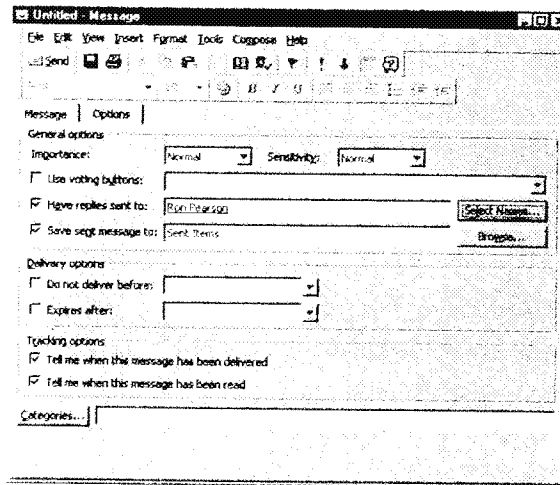 Untitled - Message
File Edit View Insert Format Tools Compose Help
Send
B I U
Message Options
General options
Importance: Normal Sensitivity: Normal
Use voting buttons:
Have replies sent to: Ron Pearson Select Names...
Save sent message to: Sent Items Browse...
Delivery options
Do not deliver before:
Expires after:
Tracking options
Tell me when this message has been delivered
Tell me when this message has been read
Categories...